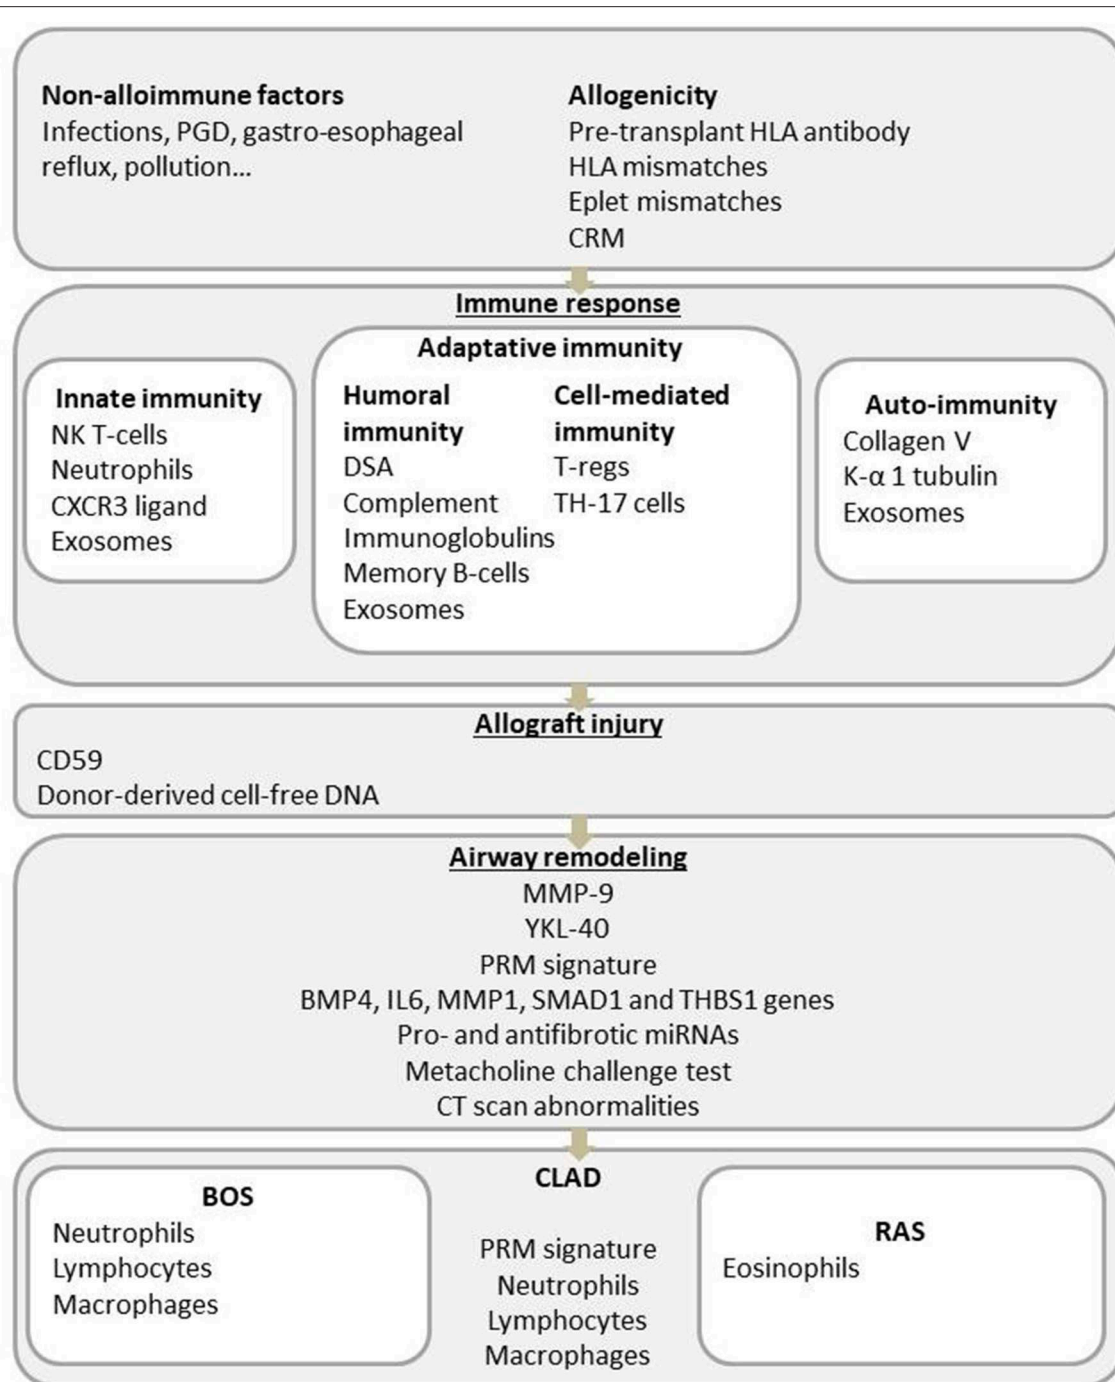 Non-alloimmune factors
Infections, PGD, gastro-esophageal
reflux, pollution...
Allogenicity
Pre-transplant HLA antibody
HLA mismatches
Eplet mismatches
CRM
Immune response
Innate immunity
NK T-cells
Neutrophils
CXCR3 ligand
Exosomes
Adaptative immunity
Humoral
immunity
DSA
Complement
Immunoglobulins
Memory B-cells
Exosomes
Cell-mediated
immunity
T-regs
TH-17 cells
Auto-immunity
Collagen V
K-α 1 tubulin
Exosomes
Allograft injury
CD59
Donor-derived cell-free DNA
Airway remodeling
MMP-9
YKL-40
PRM signature
BMP4, IL6, MMP1, SMAD1 and THBS1 genes
Pro- and antifibrotic miRNAs
Metacholine challenge test
CT scan abnormalities
BOS
Neutrophils
Lymphocytes
Macrophages
CLAD
PRM signature
Neutrophils
Lymphocytes
Macrophages
RAS
Eosinophils